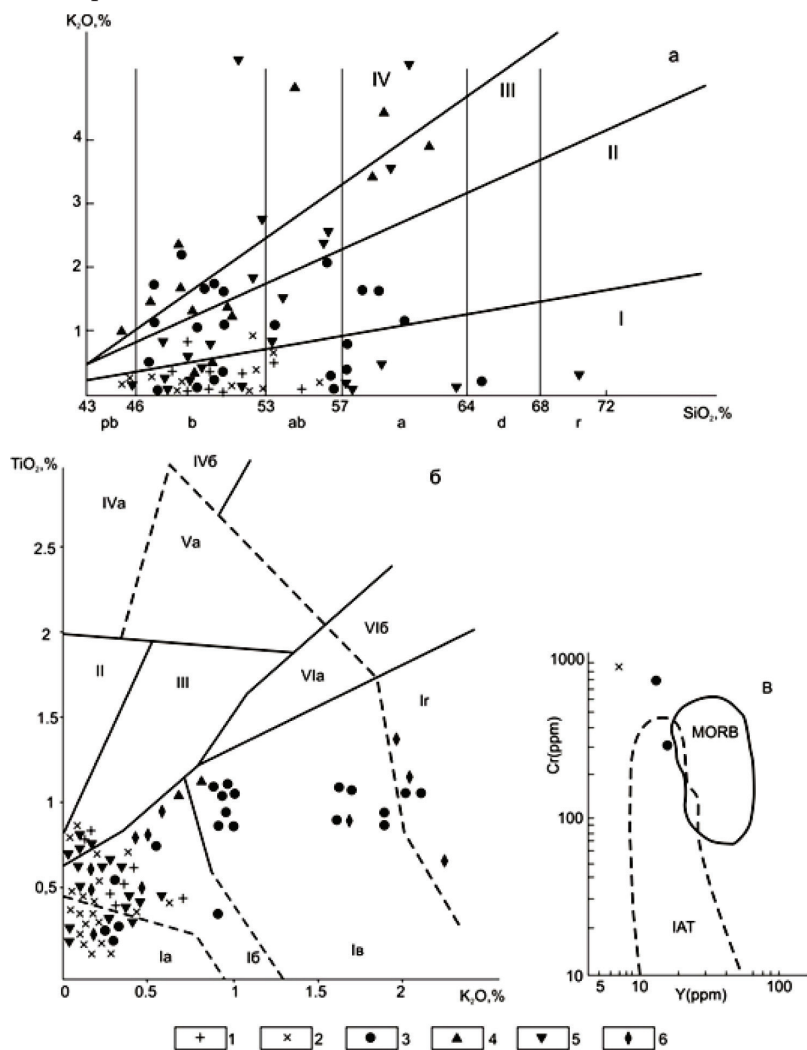 K₂O,%
а
IV
III
4
II
3
2
I
1
43 46 53 57 64 68 72
SiO₂,%
pb b ab a d r
TiO₂,%
IVб
б
IVa
Va
2.5
2
VIб
II
III
VIa
Iг
1.5
1
0.5
Ia
Iб
Iв
0 0.5 1 1.5 2
K₂O,%
1000
В
MORB
Cr(ppm)
100
IAT
10
5 10 20 100
Y(ppm)
1 2 3 4 5 6